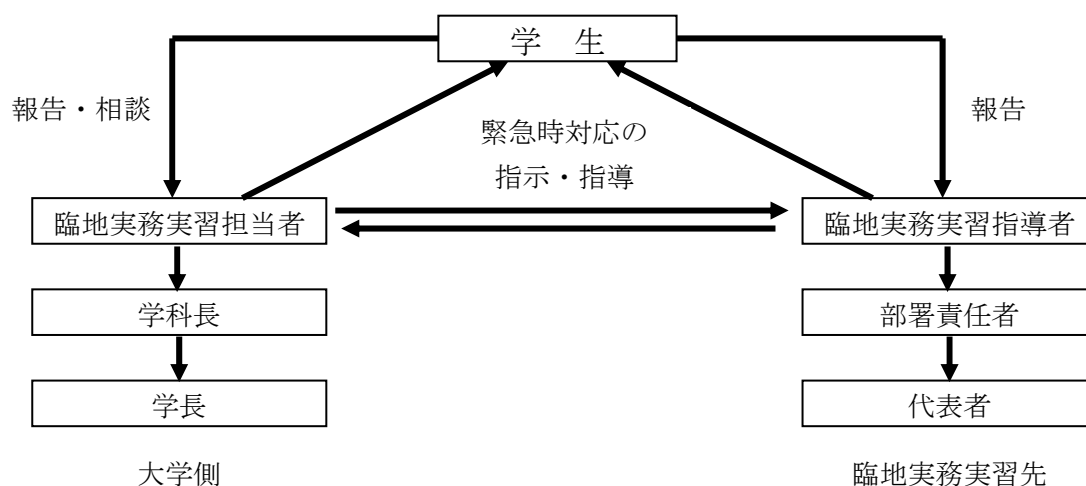 学　生
報告・相談
報告
緊急時対応の
指示・指導
臨地実務実習担当者
臨地実務実習指導者
学科長
部署責任者
学長
代表者
大学側
臨地実務実習先